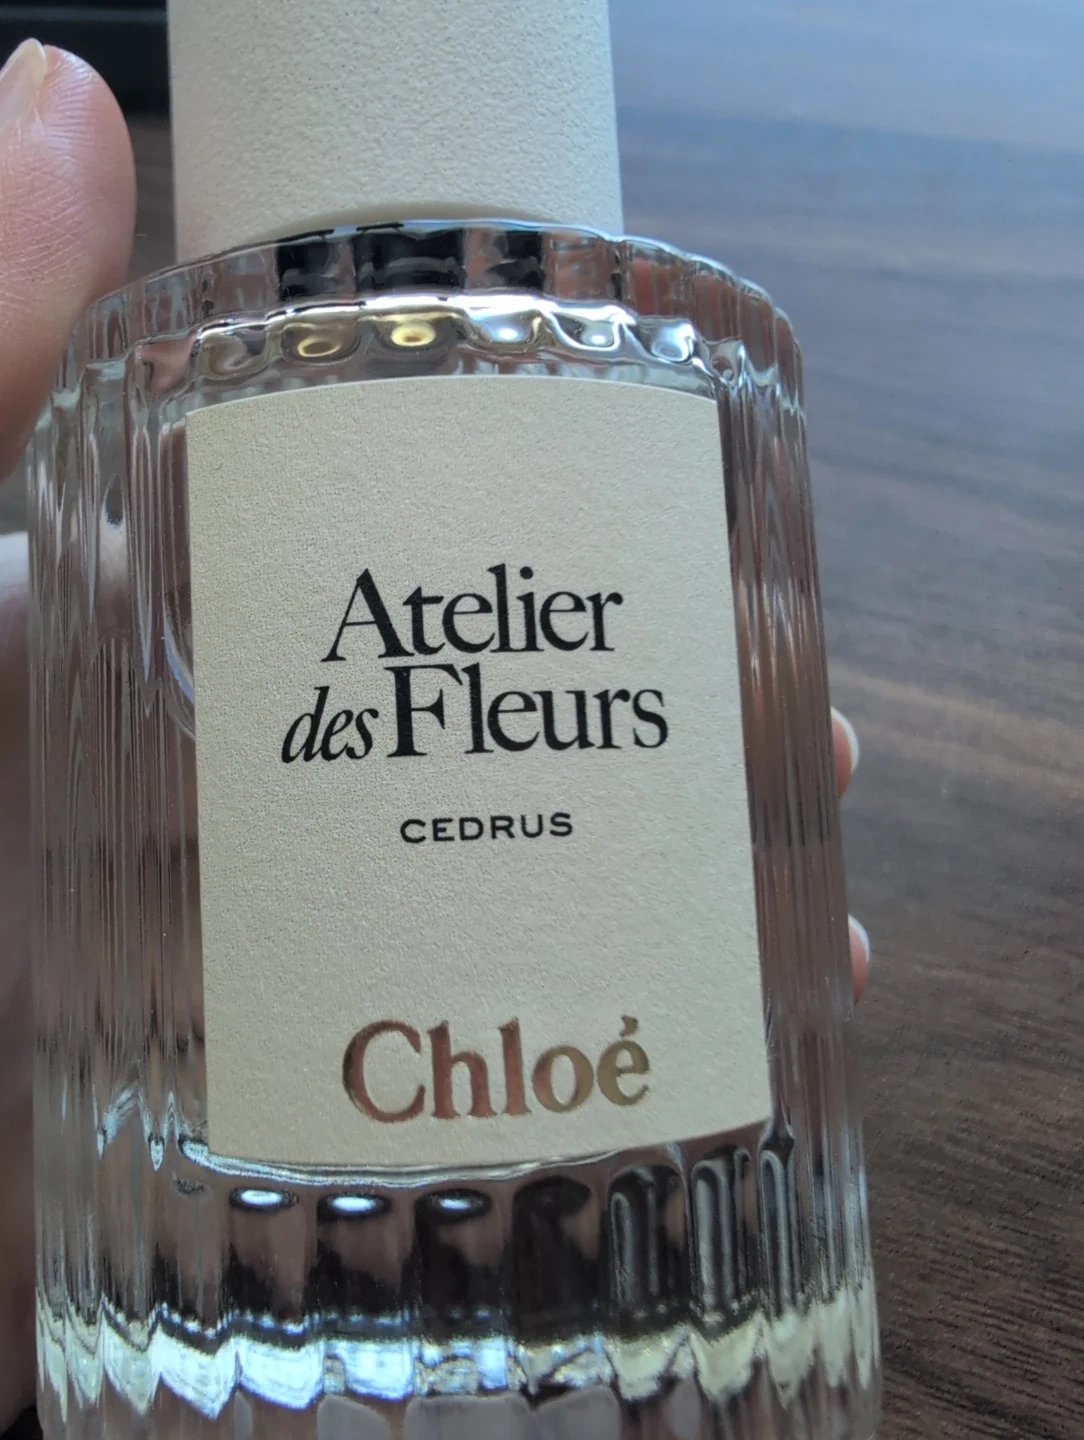 Atelier
des Fleurs
CEDRUS
Chloé